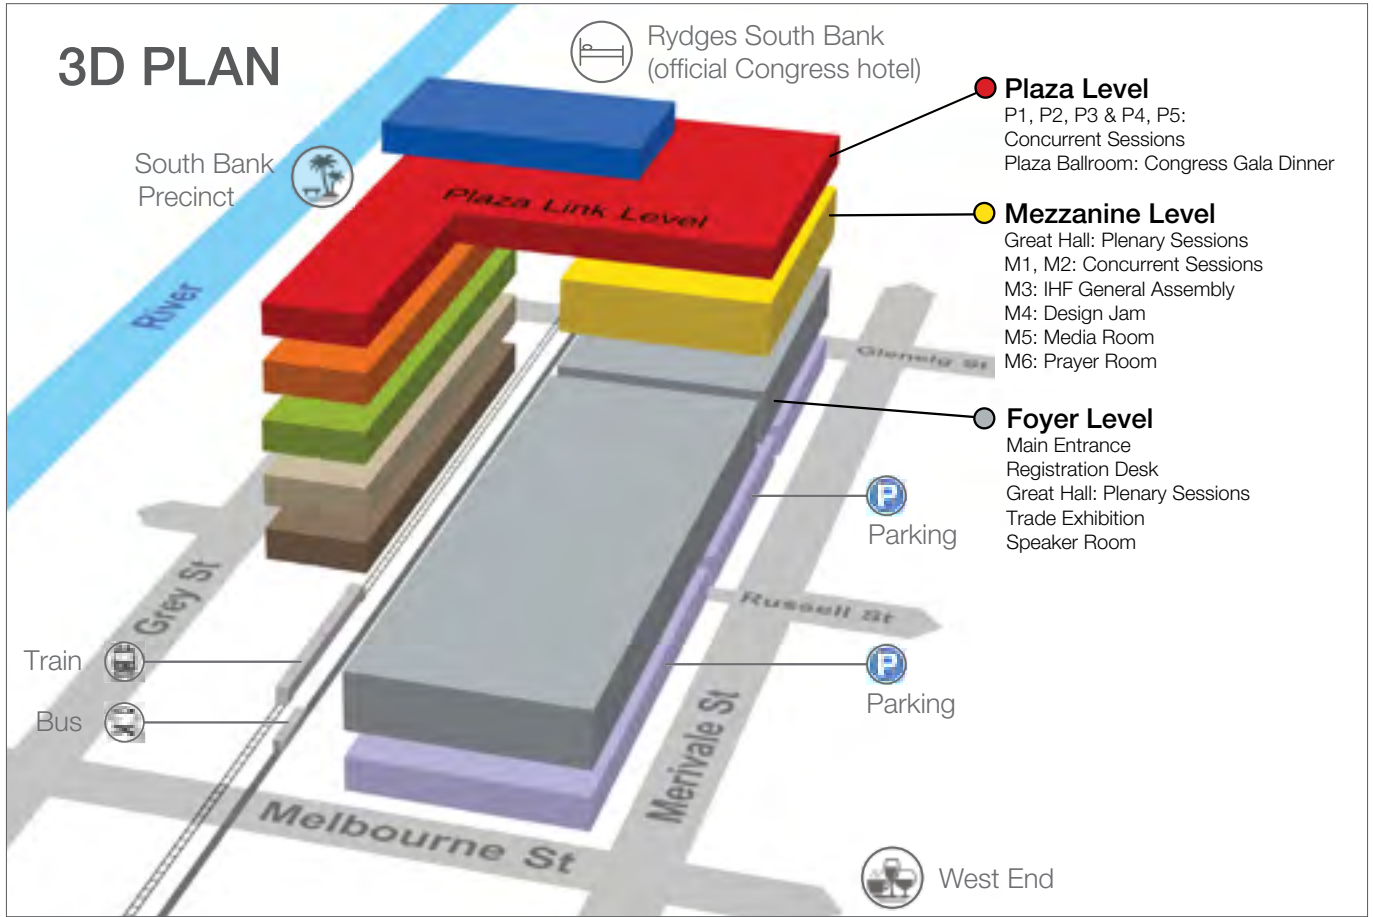 3D PLAN
Rydges South Bank
(official Congress hotel)
South Bank
Precinct
River
Plaza Link Level
Plaza Level
P1, P2, P3 & P4, P5:
Concurrent Sessions
Plaza Ballroom: Congress Gala Dinner
Mezzanine Level
Great Hall: Plenary Sessions
M1, M2: Concurrent Sessions
M3: IHF General Assembly
M4: Design Jam
M5: Media Room
M6: Prayer Room
Glenelg St
Foyer Level
Main Entrance
Registration Desk
Great Hall: Plenary Sessions
Trade Exhibition
Speaker Room
P
Parking
Grey St
Russell St
Train
P
Parking
Bus
Merivale St
Melbourne St
West End